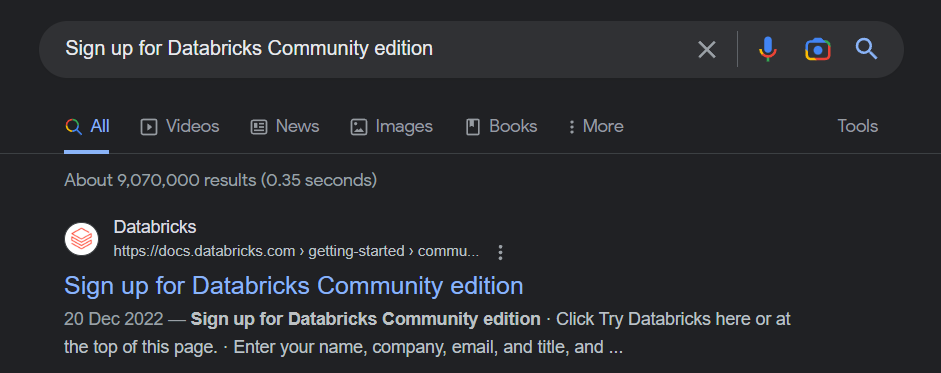 Sign up for Databricks Community edition
All Videos News Images Books More Tools
About 9,070,000 results (0.35 seconds)
Databricks
https://docs.databricks.com › getting-started › commu...
Sign up for Databricks Community edition
20 Dec 2022 — Sign up for Databricks Community edition · Click Try Databricks here or at
the top of this page. · Enter your name, company, email, and title, and ...